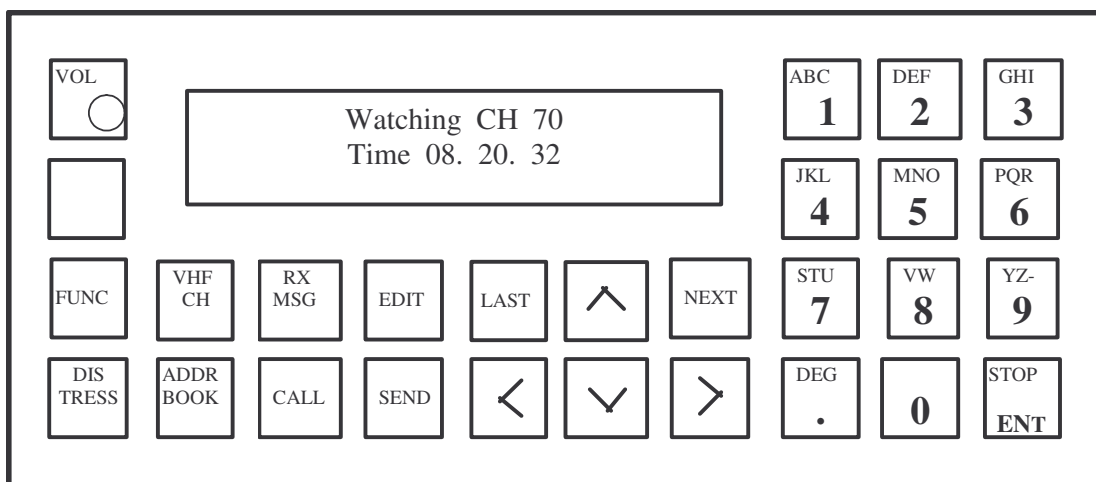 VOL
Watching CH 70
Time 08. 20. 32
ABC
1
DEF
2
GHI
3
JKL
4
MNO
5
PQR
6
FUNC
VHF
CH
RX
MSG
EDIT
LAST
NEXT
STU
7
VW
8
YZ-
9
DIS
TRESS
ADDR
BOOK
CALL
SEND
DEG
.
0
STOP
ENT